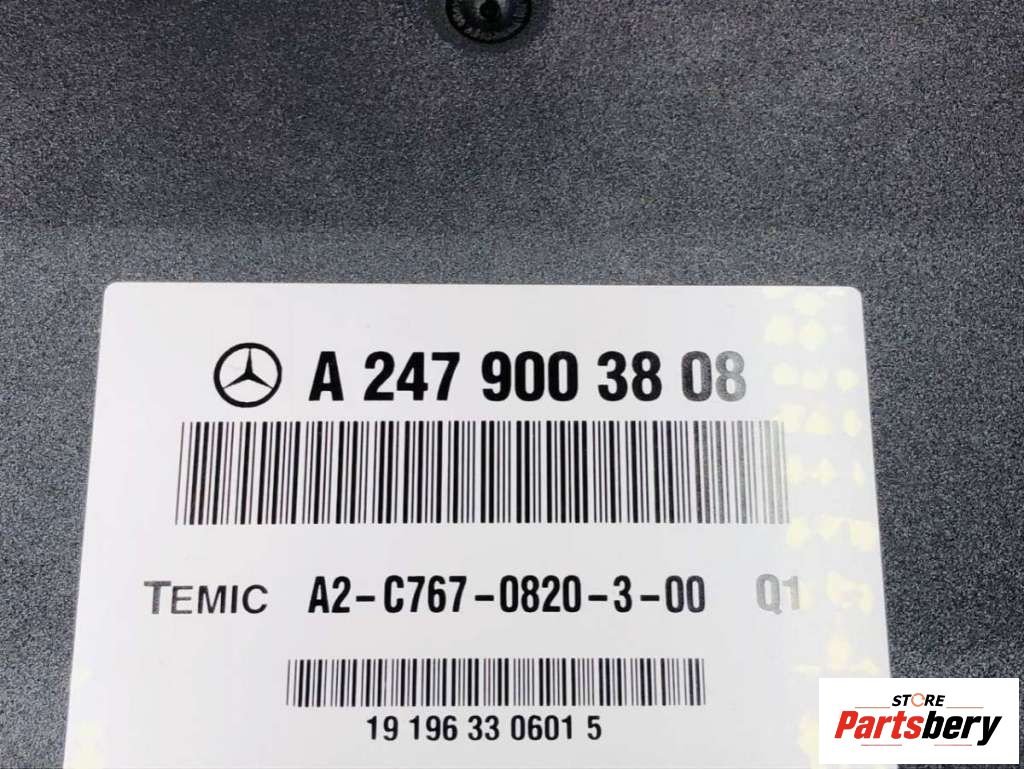 A 247 900 38 08
TEMIC A2-C767-0820-3-00 Q1
19 196 33 0601 5
STORE
Partsbery